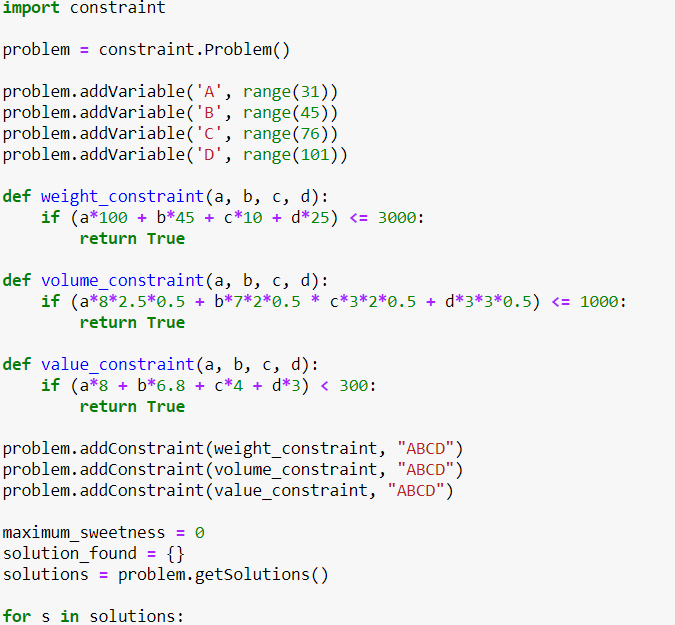 import constraint
problem = constraint.Problem()
problem.addVariable('A', range(31))
problem.addVariable('B', range(45))
problem.addVariable('C', range(76))
problem.addVariable('D', range(101))
def weight_constraint(a, b, c, d):
    if (a*100 + b*45 + c*10 + d*25) <= 3000:
        return True
def volume_constraint(a, b, c, d):
    if (a*8*2.5*0.5 + b*7*2*0.5 * c*3*2*0.5 + d*3*3*0.5) <= 1000:
        return True
def value_constraint(a, b, c, d):
    if (a*8 + b*6.8 + c*4 + d*3) < 300:
        return True
problem.addConstraint(weight_constraint, "ABCD")
problem.addConstraint(volume_constraint, "ABCD")
problem.addConstraint(value_constraint, "ABCD")
maximum_sweetness = 0
solution_found = {}
solutions = problem.getSolutions()
for s in solutions: